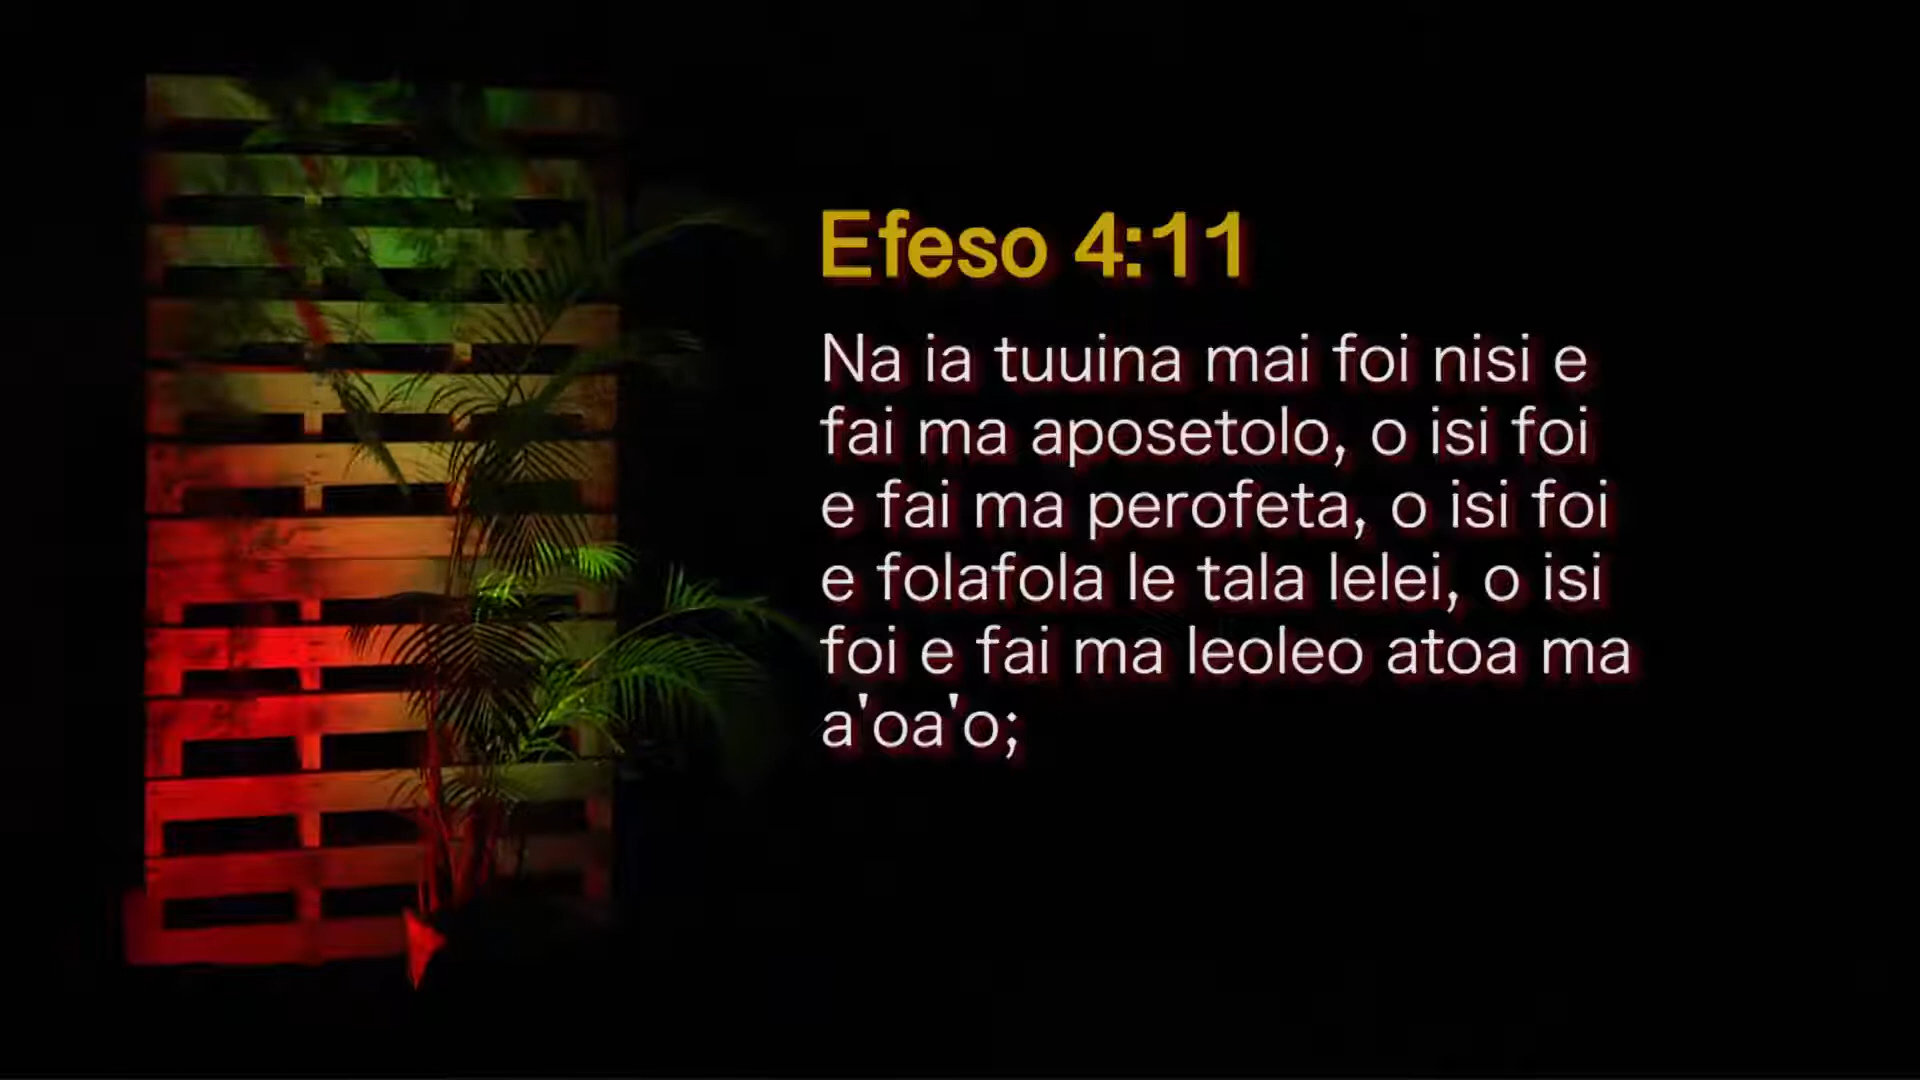 Efeso 4:11
Na ia tuuina mai foi nisi e
fai ma aposetolo, o isi foi
e fai ma perofeta, o isi foi
e folafola le tala lelei, o isi
foi e fai ma leoleo atoa ma
a'oa'o;